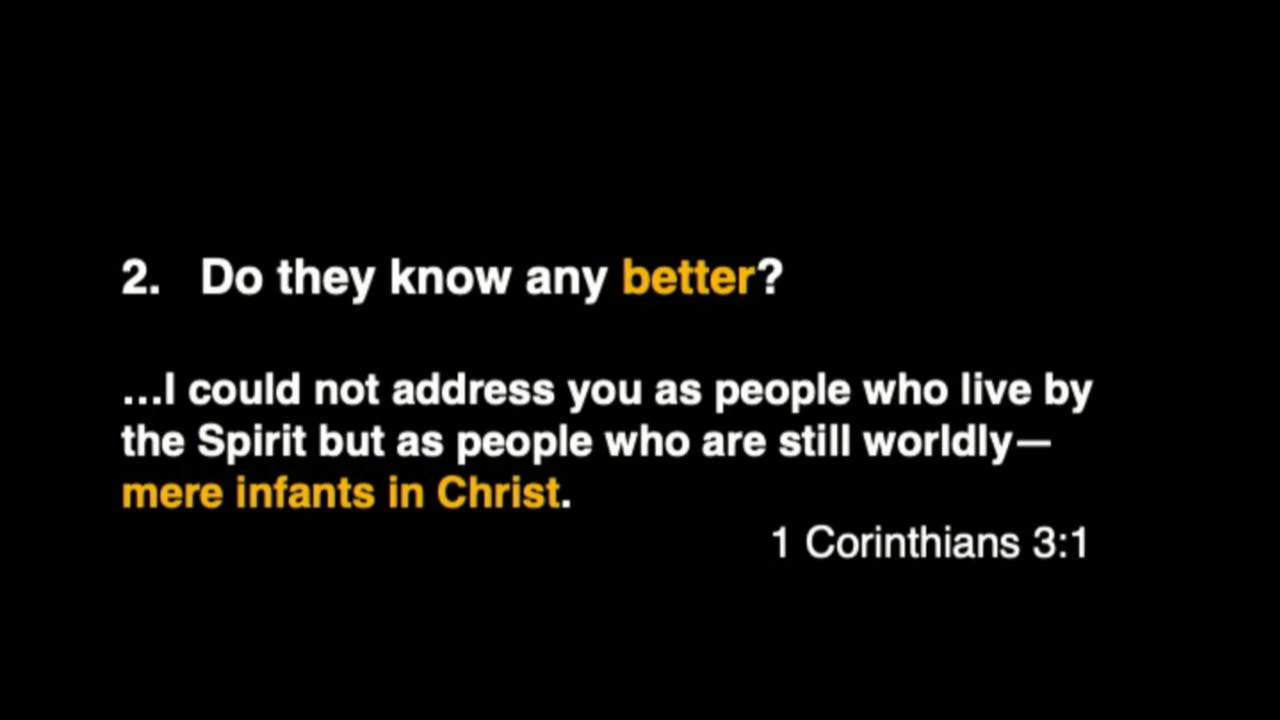 2. Do they know any better?
...I could not address you as people who live by
the Spirit but as people who are still worldly—
mere infants in Christ.
1 Corinthians 3:1